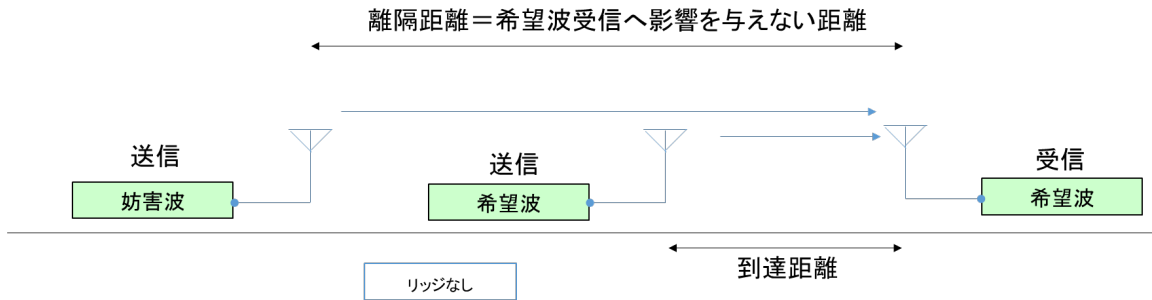 離隔距離＝希望波受信へ影響を与えない距離
送信
送信
受信
妨害波
希望波
希望波
到達距離
リッジなし